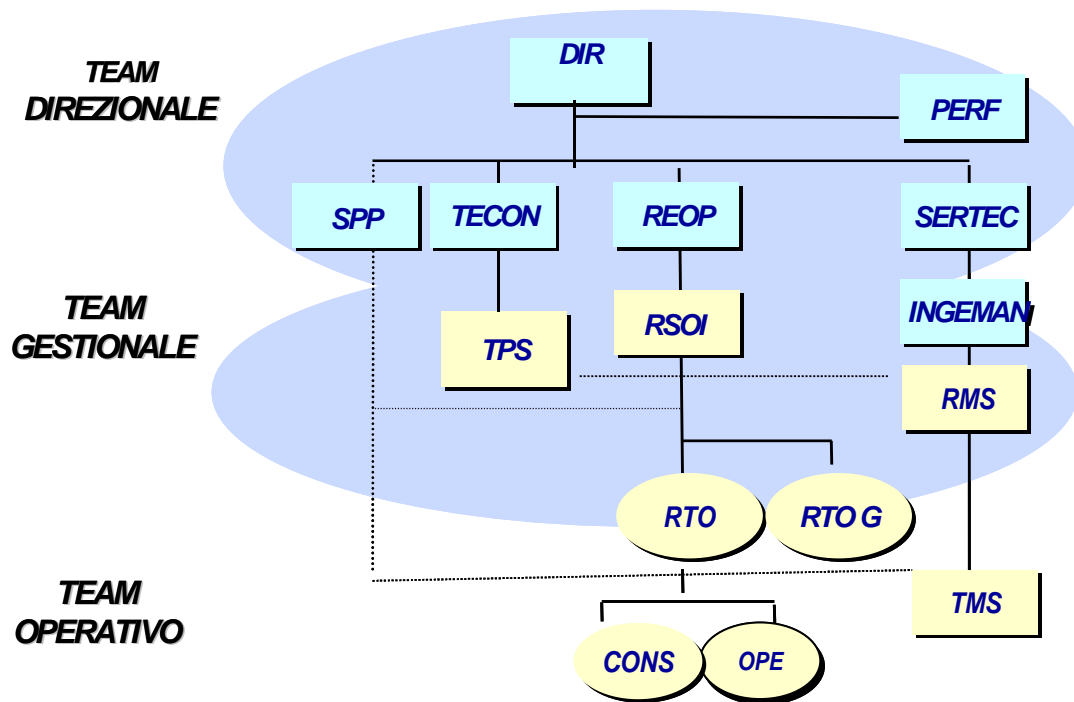 TEAM
DIREZIONALE
DIR
PERF
SPP
TECON
REOP
SERTEC
TEAM
GESTIONALE
TPS
RSOI
INGEMAN
RMS
RTO
RTO G
TEAM
OPERATIVO
TMS
CONS
OPE